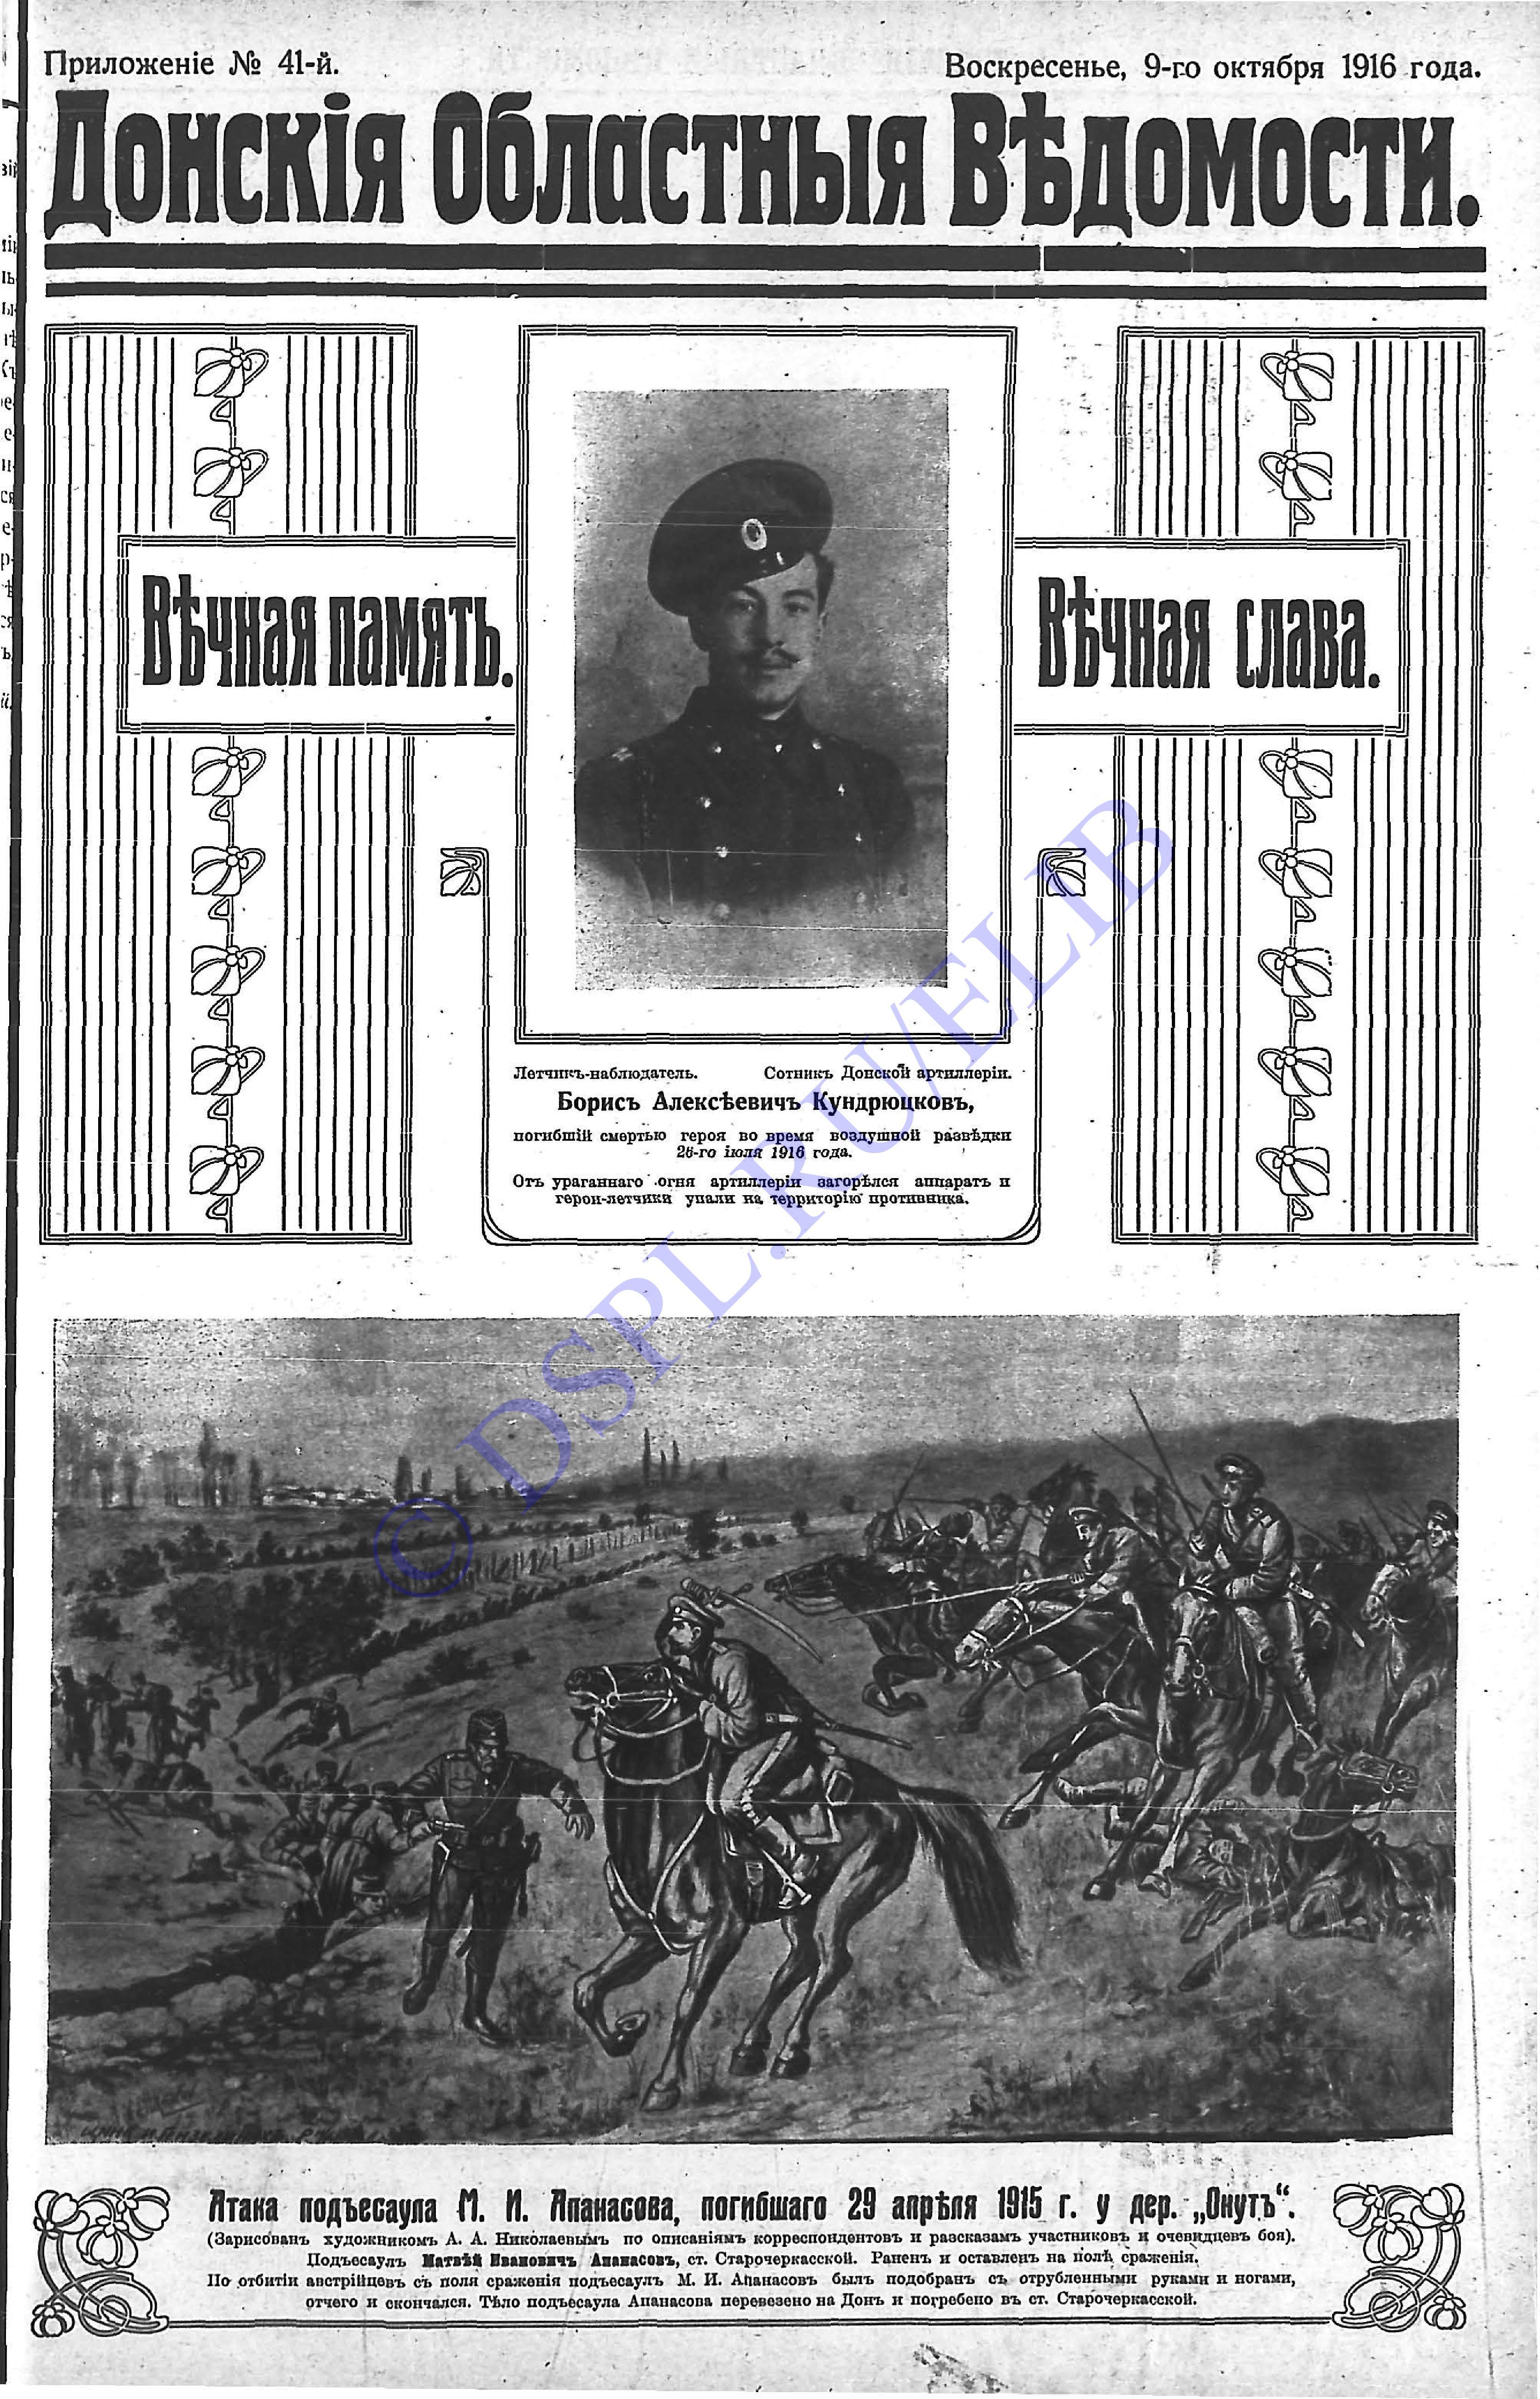 Приложеніе № 41-й.
Воскресенье, 9-го октября 1916 года.
Донскія Областныя Вѣдомости.
Вѣчная память.
Вѣчная слава.
Летчикъ-наблюдатель. Сотникъ Донской артиллеріи.
Борисъ Алексѣевичъ Кундрюцковъ,
погибшій смертью героя во время воздушной развѣдки
26-го іюля 1916 года.
Отъ ураганнаго огня артиллеріи загорѣлся аппаратъ и
герои-летчики упали на территорію противника.
© DSPL.RU/ELIB
Атака подъесаула М. И. Апанасова, погибшаго 29 апрѣля 1915 г. у дер. „Онутъ“.
(Зарисованъ художникомъ А. А. Николаевымъ по описаніямъ корреспондентовъ и разсказамъ участниковъ и очевидцевъ боя).
Подъесаулъ Матвѣй Ивановичъ Апанасовъ, ст. Старочеркасской. Раненъ и оставленъ на полѣ сраженія.
По отбитіи австрійцевъ съ поля сраженія подъесаулъ М. И. Апанасовъ былъ подобранъ съ отрубленными руками и ногами,
отчего и скончался. Тѣло подъесаула Апанасова перевезено на Донъ и погребено въ ст. Старочеркасской.